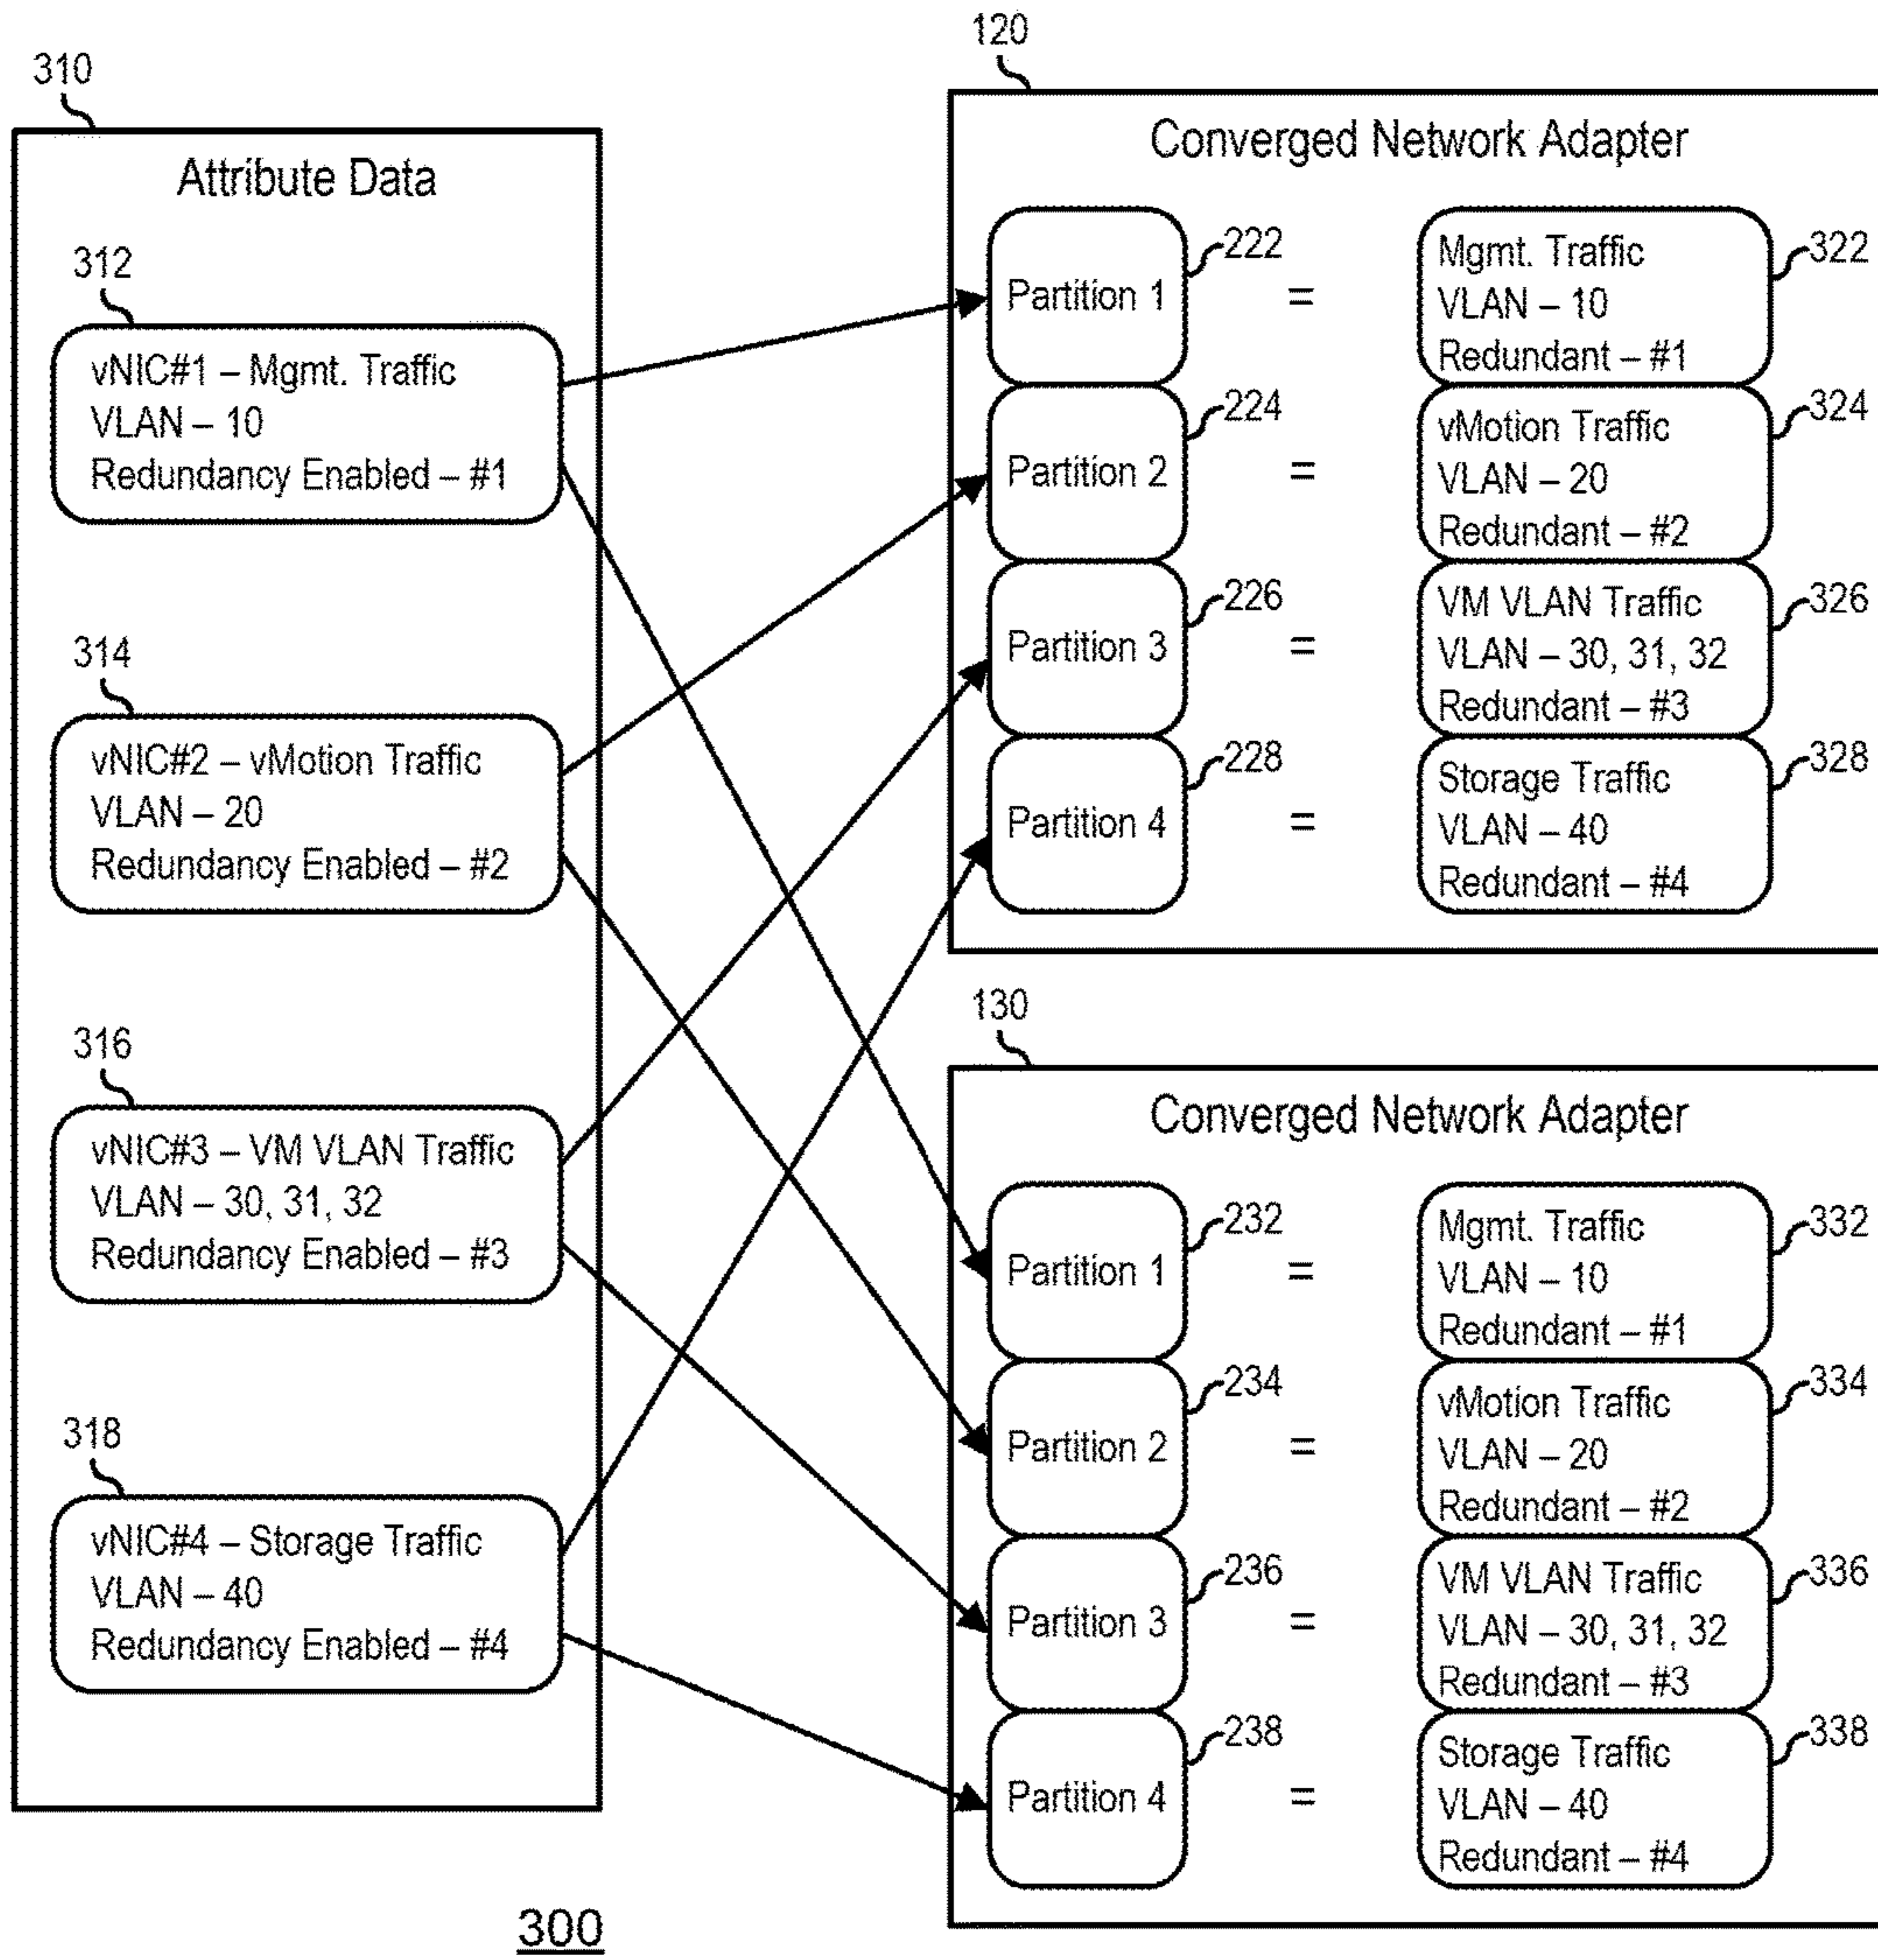 310
Attribute Data
312
vNIC#1 – Mgmt. Traffic
VLAN – 10
Redundancy Enabled – #1
314
vNIC#2 – vMotion Traffic
VLAN – 20
Redundancy Enabled – #2
316
vNIC#3 – VM VLAN Traffic
VLAN – 30, 31, 32
Redundancy Enabled – #3
318
vNIC#4 – Storage Traffic
VLAN – 40
Redundancy Enabled – #4
120
Converged Network Adapter
Partition 1
222
=
Mgmt. Traffic
VLAN – 10
Redundant – #1
322
Partition 2
224
=
vMotion Traffic
VLAN – 20
Redundant – #2
324
Partition 3
226
=
VM VLAN Traffic
VLAN – 30, 31, 32
Redundant – #3
326
Partition 4
228
=
Storage Traffic
VLAN – 40
Redundant – #4
328
130
Converged Network Adapter
Partition 1
232
=
Mgmt. Traffic
VLAN – 10
Redundant – #1
332
Partition 2
234
=
vMotion Traffic
VLAN – 20
Redundant – #2
334
Partition 3
236
=
VM VLAN Traffic
VLAN – 30, 31, 32
Redundant – #3
336
Partition 4
238
=
Storage Traffic
VLAN – 40
Redundant – #4
338
300